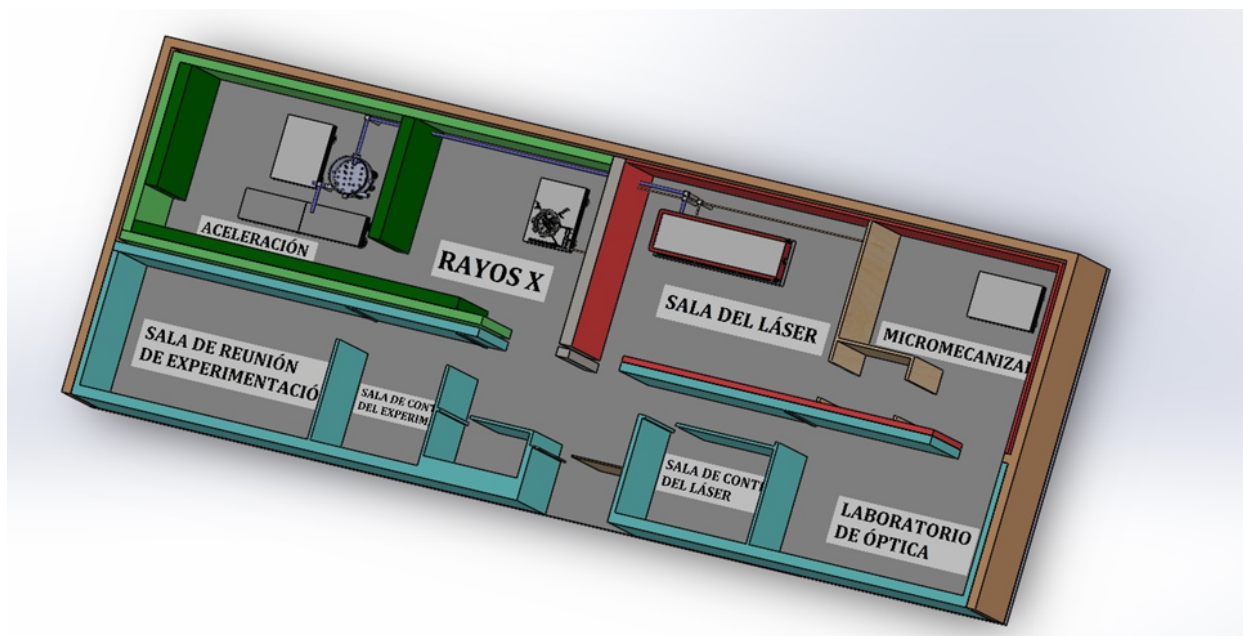 ACELERACIÓN
RAYOS X
SALA DEL LÁSER
MICROMECANIZA
SALA DE REUNIÓN
DE EXPERIMENTACIÓ
SALA DE CONT
DEL EXPERIM
SALA DE CONT
DEL LÁSER
LABORATORIO
DE ÓPTICA